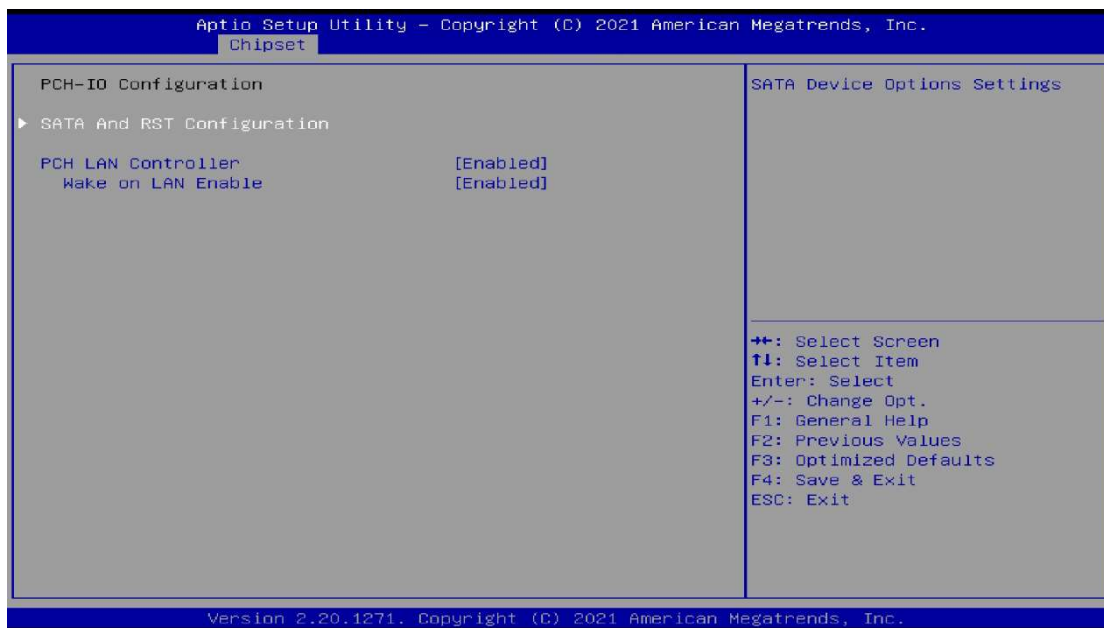 Aptio Setup Utility – Copyright (C) 2021 American Megatrends, Inc.
Chipset
PCH-IO Configuration
▶ SATA And RST Configuration
PCH LAN Controller [Enabled]
Wake on LAN Enable [Enabled]
SATA Device Options Settings
→←: Select Screen
↑↓: Select Item
Enter: Select
+/-: Change Opt.
F1: General Help
F2: Previous Values
F3: Optimized Defaults
F4: Save & Exit
ESC: Exit
Version 2.20.1271. Copyright (C) 2021 American Megatrends, Inc.